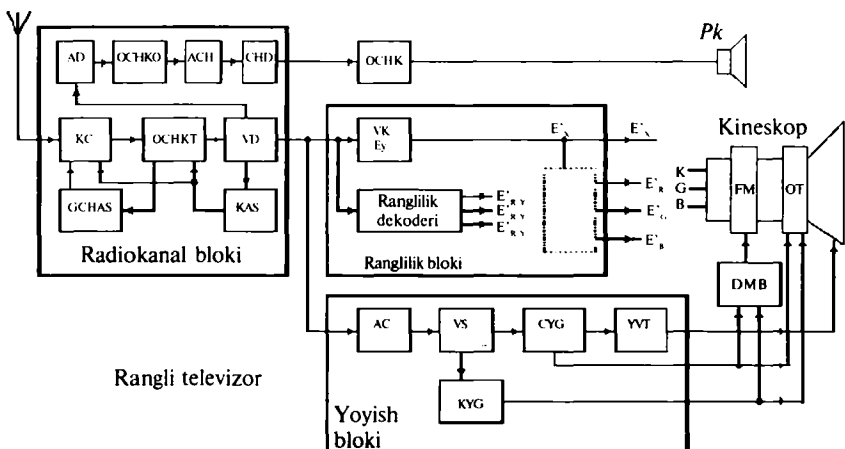 Pk
AD
OCHKO
ACH
CHD
OCHK
KC
OCHKT
VD
VK
Ey
E'Y
E'Y
Kineskop
GCHAS
KAS
Radiokanal bloki
Ranglilik
dekoderi
E'R-Y
E'R-Y
E'R-Y
E'R
E'G
E'B
K
G
B
FM
OT
Ranglilik bloki
DMB
AC
VS
CYG
YVT
Rangli televizor
KYG
Yoyish
bloki